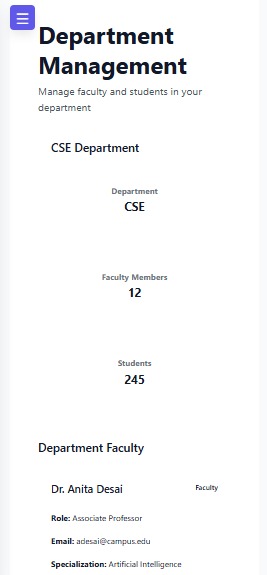 Department
Management
Manage faculty and students in your
department
CSE Department
Department
CSE
Faculty Members
12
Students
245
Department Faculty
Dr. Anita Desai
Faculty
Role: Associate Professor
Email: adesai@campus.edu
Specialization: Artificial Intelligence